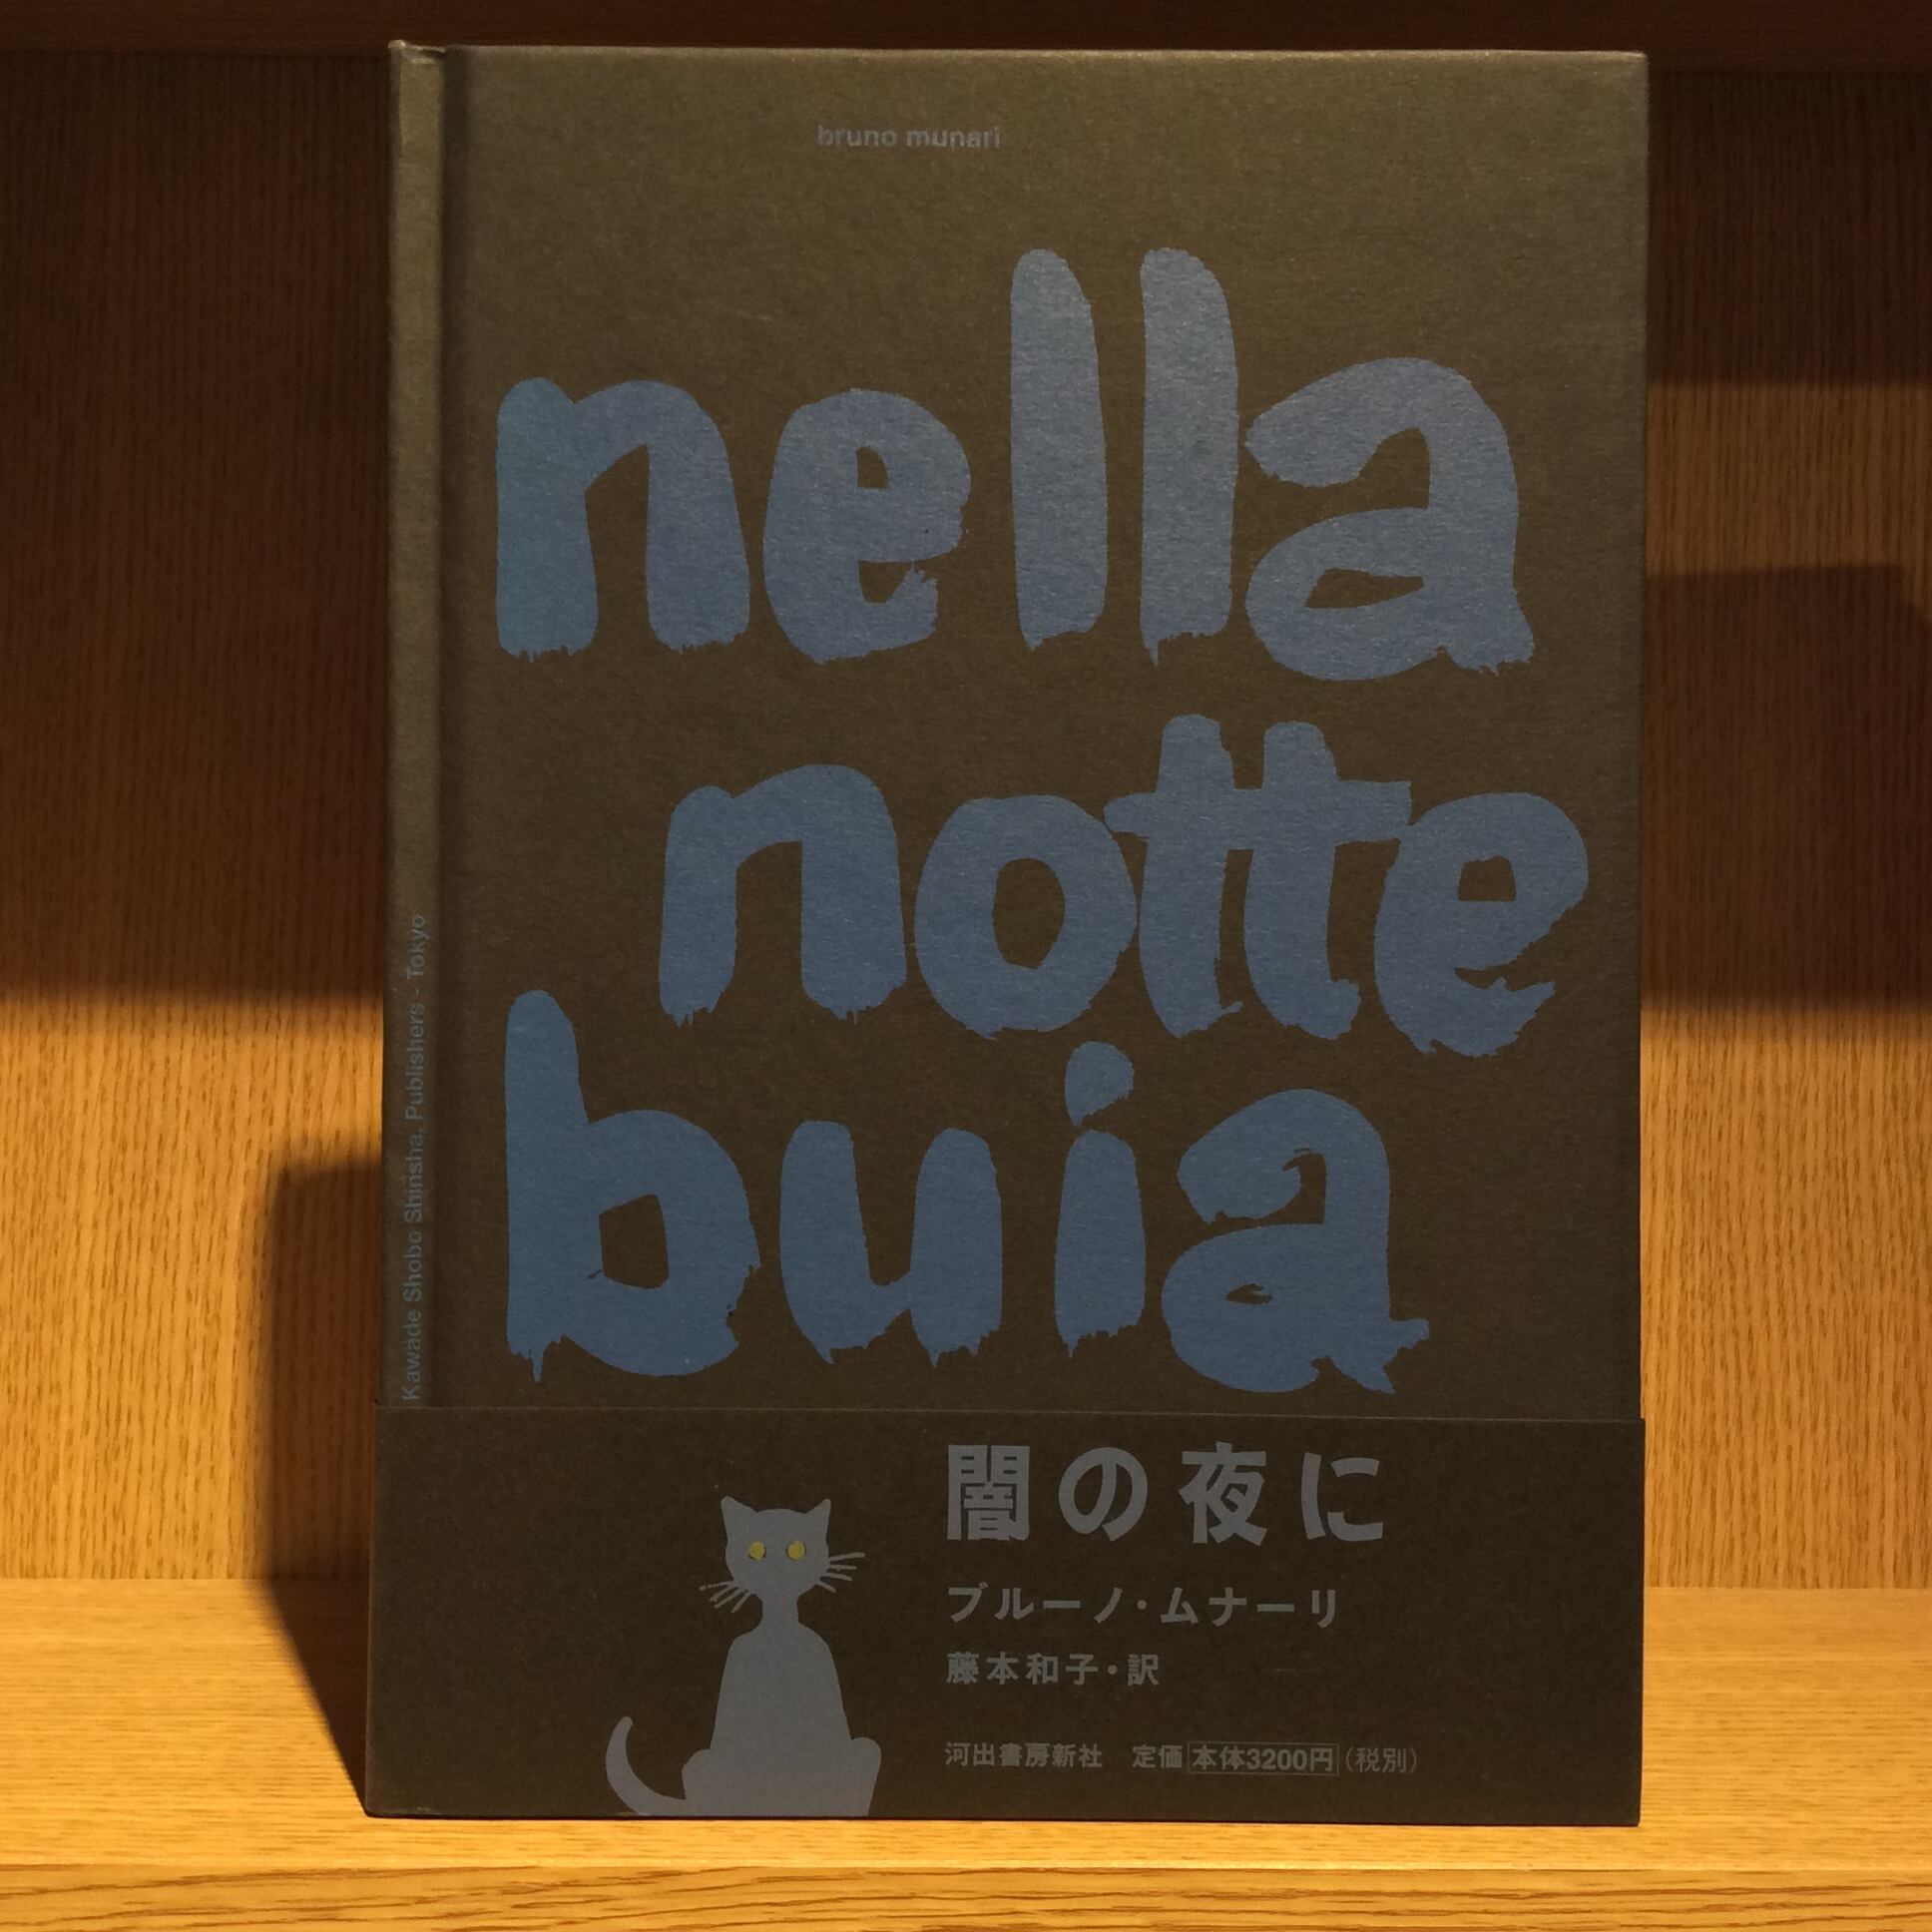 bruno munari
nella
notte
buia
Kawade Shobo Shinsha, Publishers - Tokyo
闇の夜に
ブルーノ・ムナーリ
藤本和子・訳
河出書房新社 定価 本体3200円 (税別)